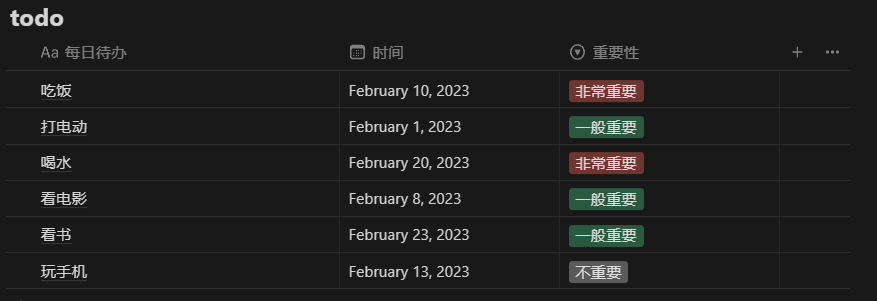 todo
Aa 每日待办 时间 重要性
吃饭 February 10, 2023 非常重要
打电动 February 1, 2023 一般重要
喝水 February 20, 2023 非常重要
看电影 February 8, 2023 一般重要
看书 February 23, 2023 一般重要
玩手机 February 13, 2023 不重要